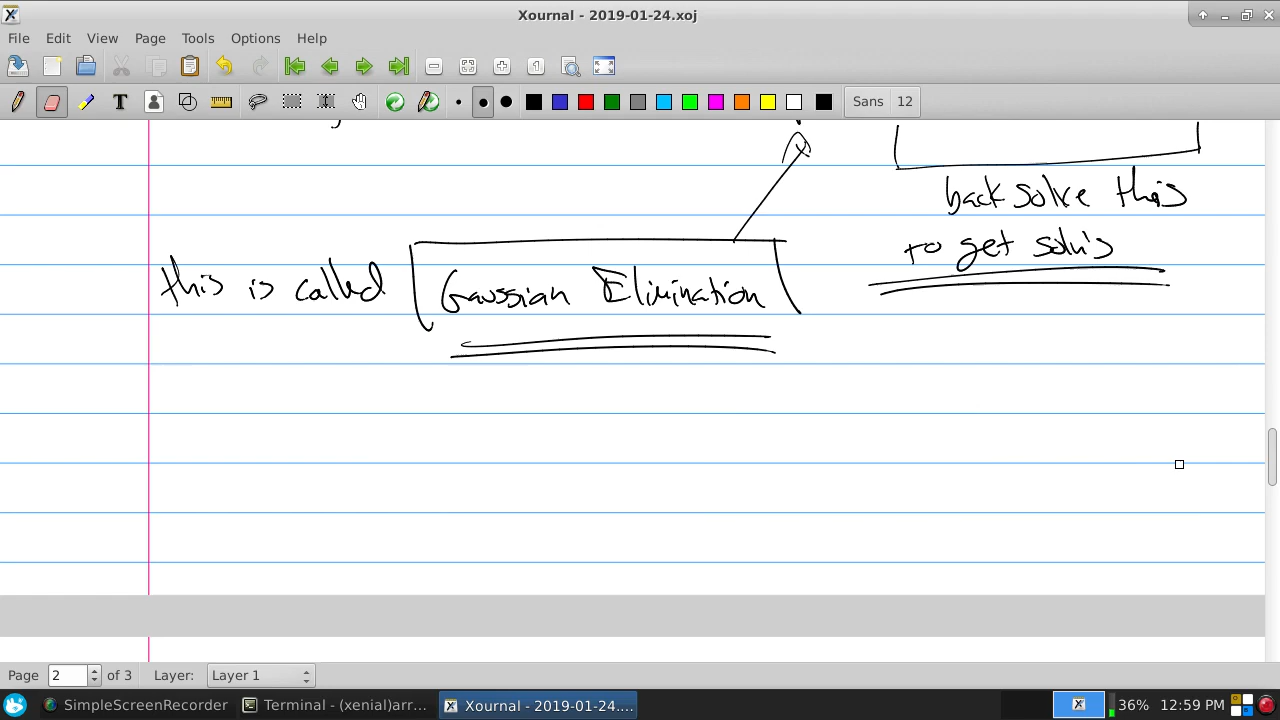 Xournal - 2019-01-24.xoj
File Edit View Page Tools Options Help
T Sans 12
back solve this
to get soln's
this is called Gaussian Elimination
Page 2 of 3 Layer: Layer 1
SimpleScreenRecorder Terminal - (xenial)arr... Xournal - 2019-01-24.... 36% 12:59 PM